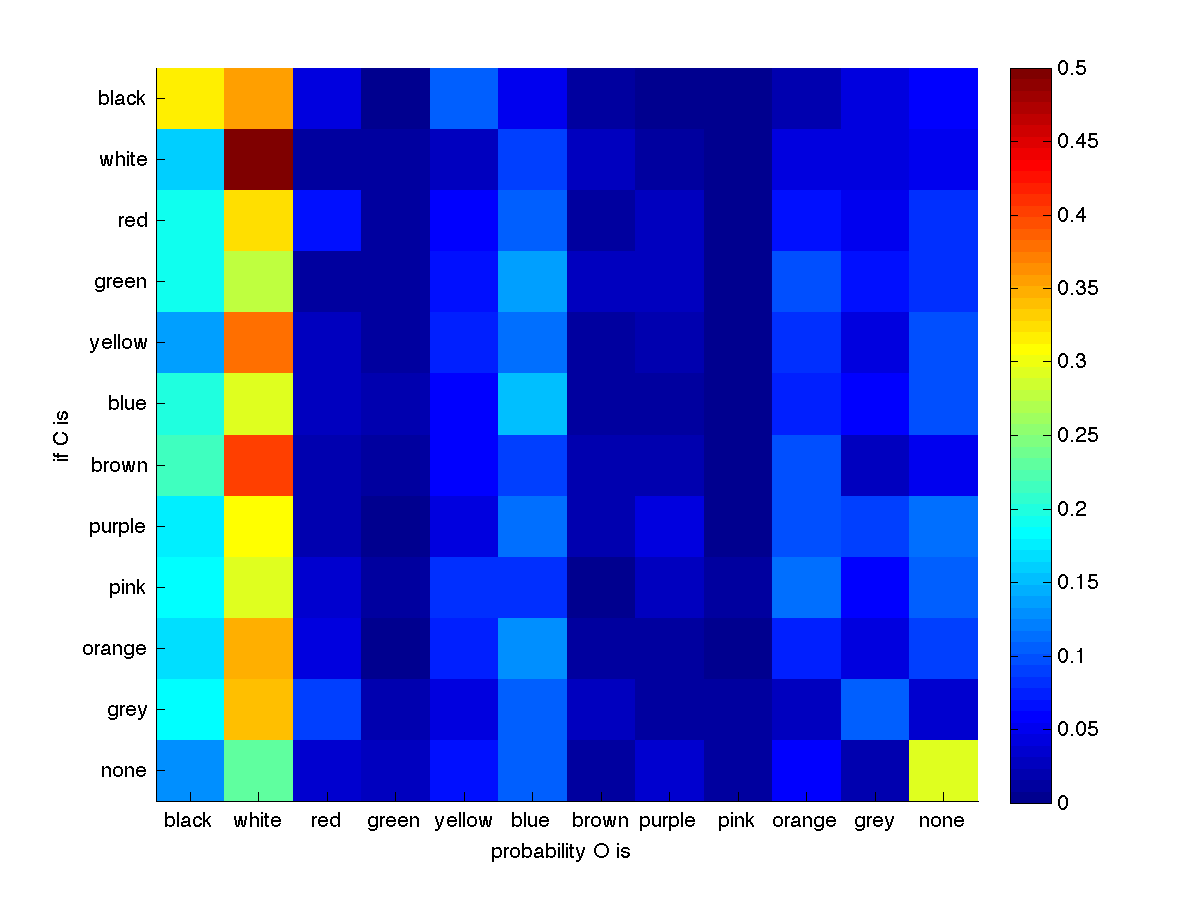 black
white
red
green
yellow
blue
brown
purple
pink
orange
grey
none
if C is
black white red green yellow blue brown purple pink orange grey none
probability O is
0.5
0.45
0.4
0.35
0.3
0.25
0.2
0.15
0.1
0.05
0